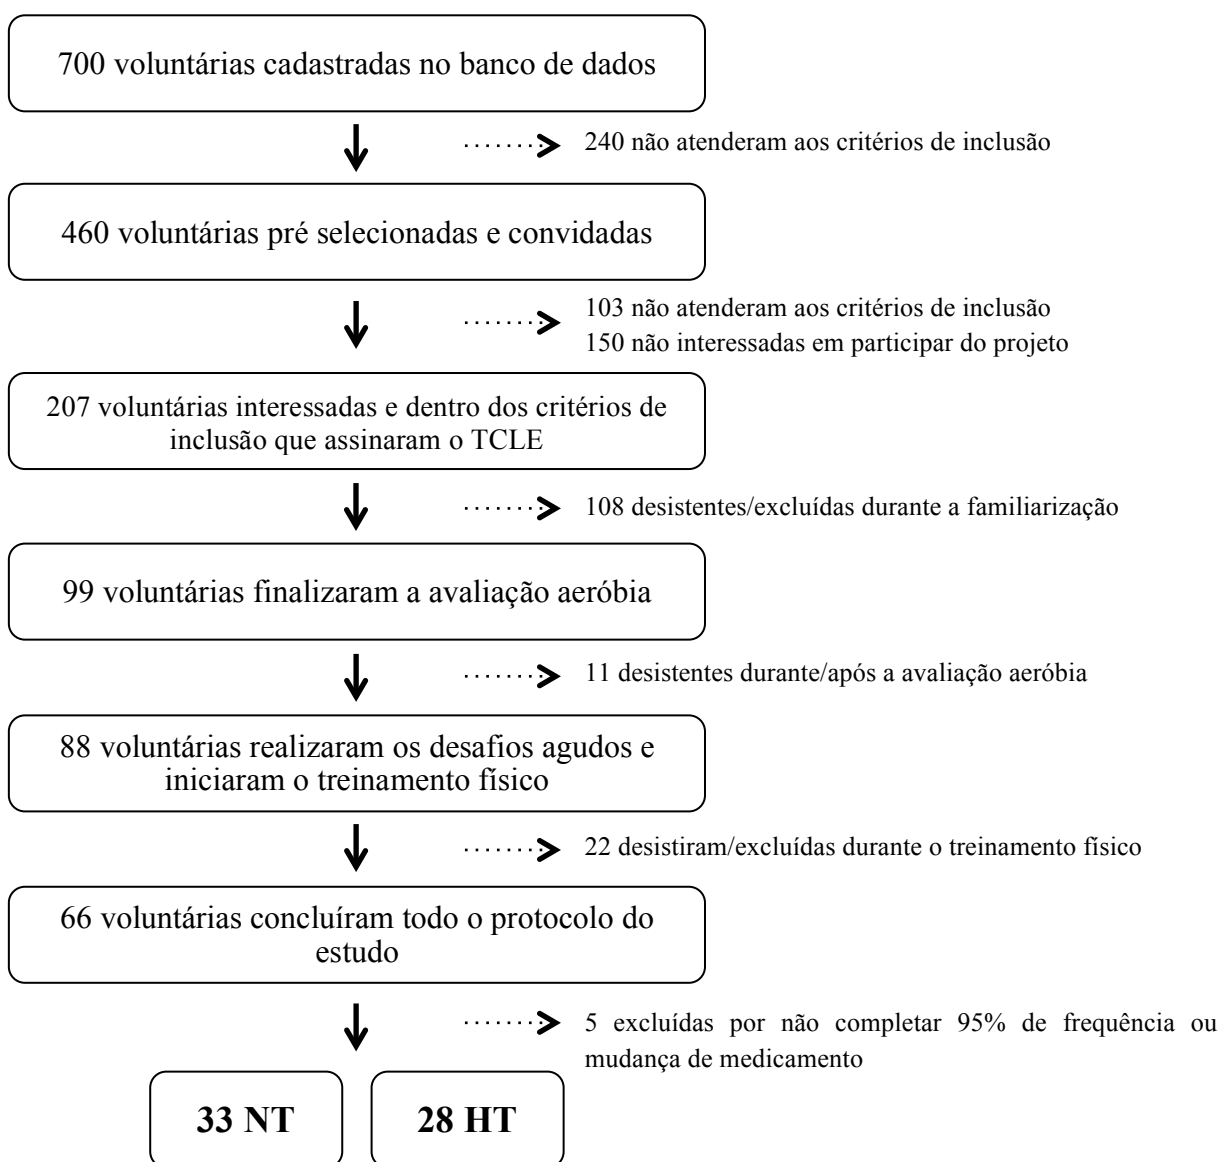 700 voluntárias cadastradas no banco de dados
240 não atenderam aos critérios de inclusão
460 voluntárias pré selecionadas e convidadas
103 não atenderam aos critérios de inclusão
150 não interessadas em participar do projeto
207 voluntárias interessadas e dentro dos critérios de
inclusão que assinaram o TCLE
108 desistentes/excluídas durante a familiarização
99 voluntárias finalizaram a avaliação aeróbia
11 desistentes durante/após a avaliação aeróbia
88 voluntárias realizaram os desafios agudos e
iniciaram o treinamento físico
22 desistiram/excluídas durante o treinamento físico
66 voluntárias concluíram todo o protocolo do
estudo
5 excluídas por não completar 95% de frequência ou
mudança de medicamento
33 NT
28 HT